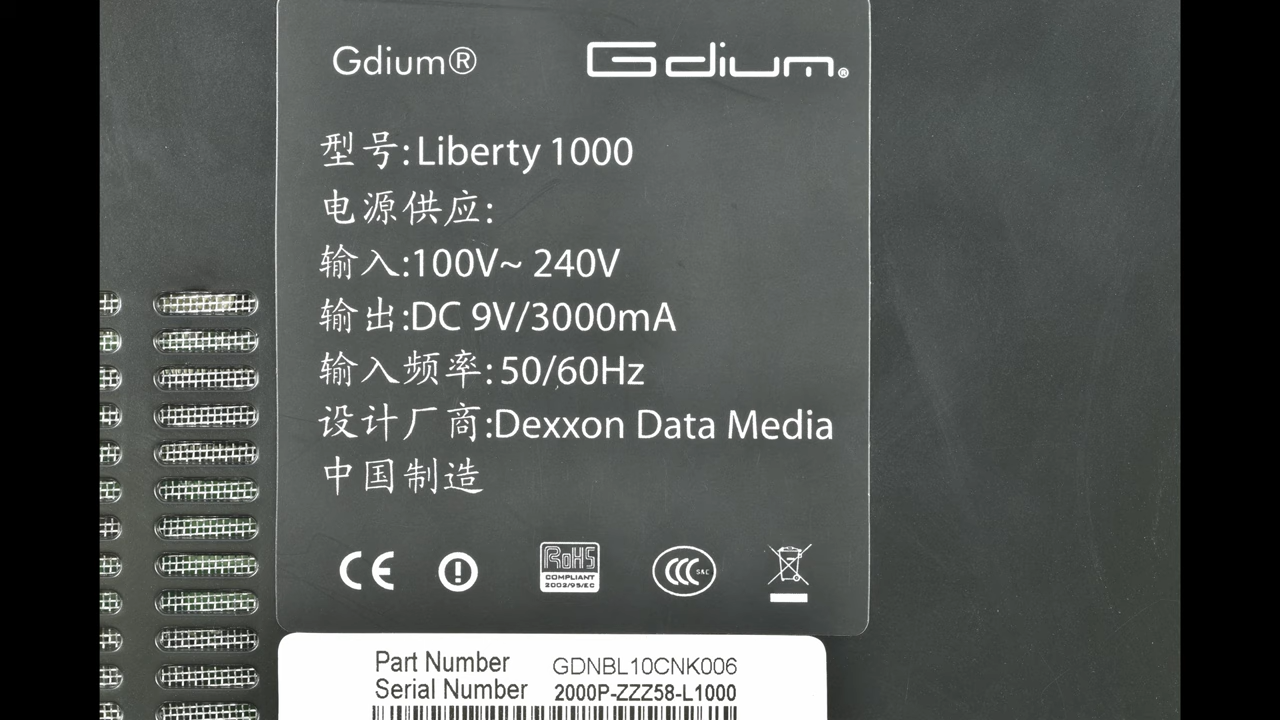 Gdium® Gdium®
型号:Liberty 1000
电源供应:
输入:100V~ 240V
输出:DC 9V/3000mA
输入频率:50/60Hz
设计厂商:Dexxon Data Media
中国制造
CE RoHS CCC S&E
COMPLIANT
2002/95/EC
Part Number GDNBL10CNK006
Serial Number 2000P-ZZZ58-L1000